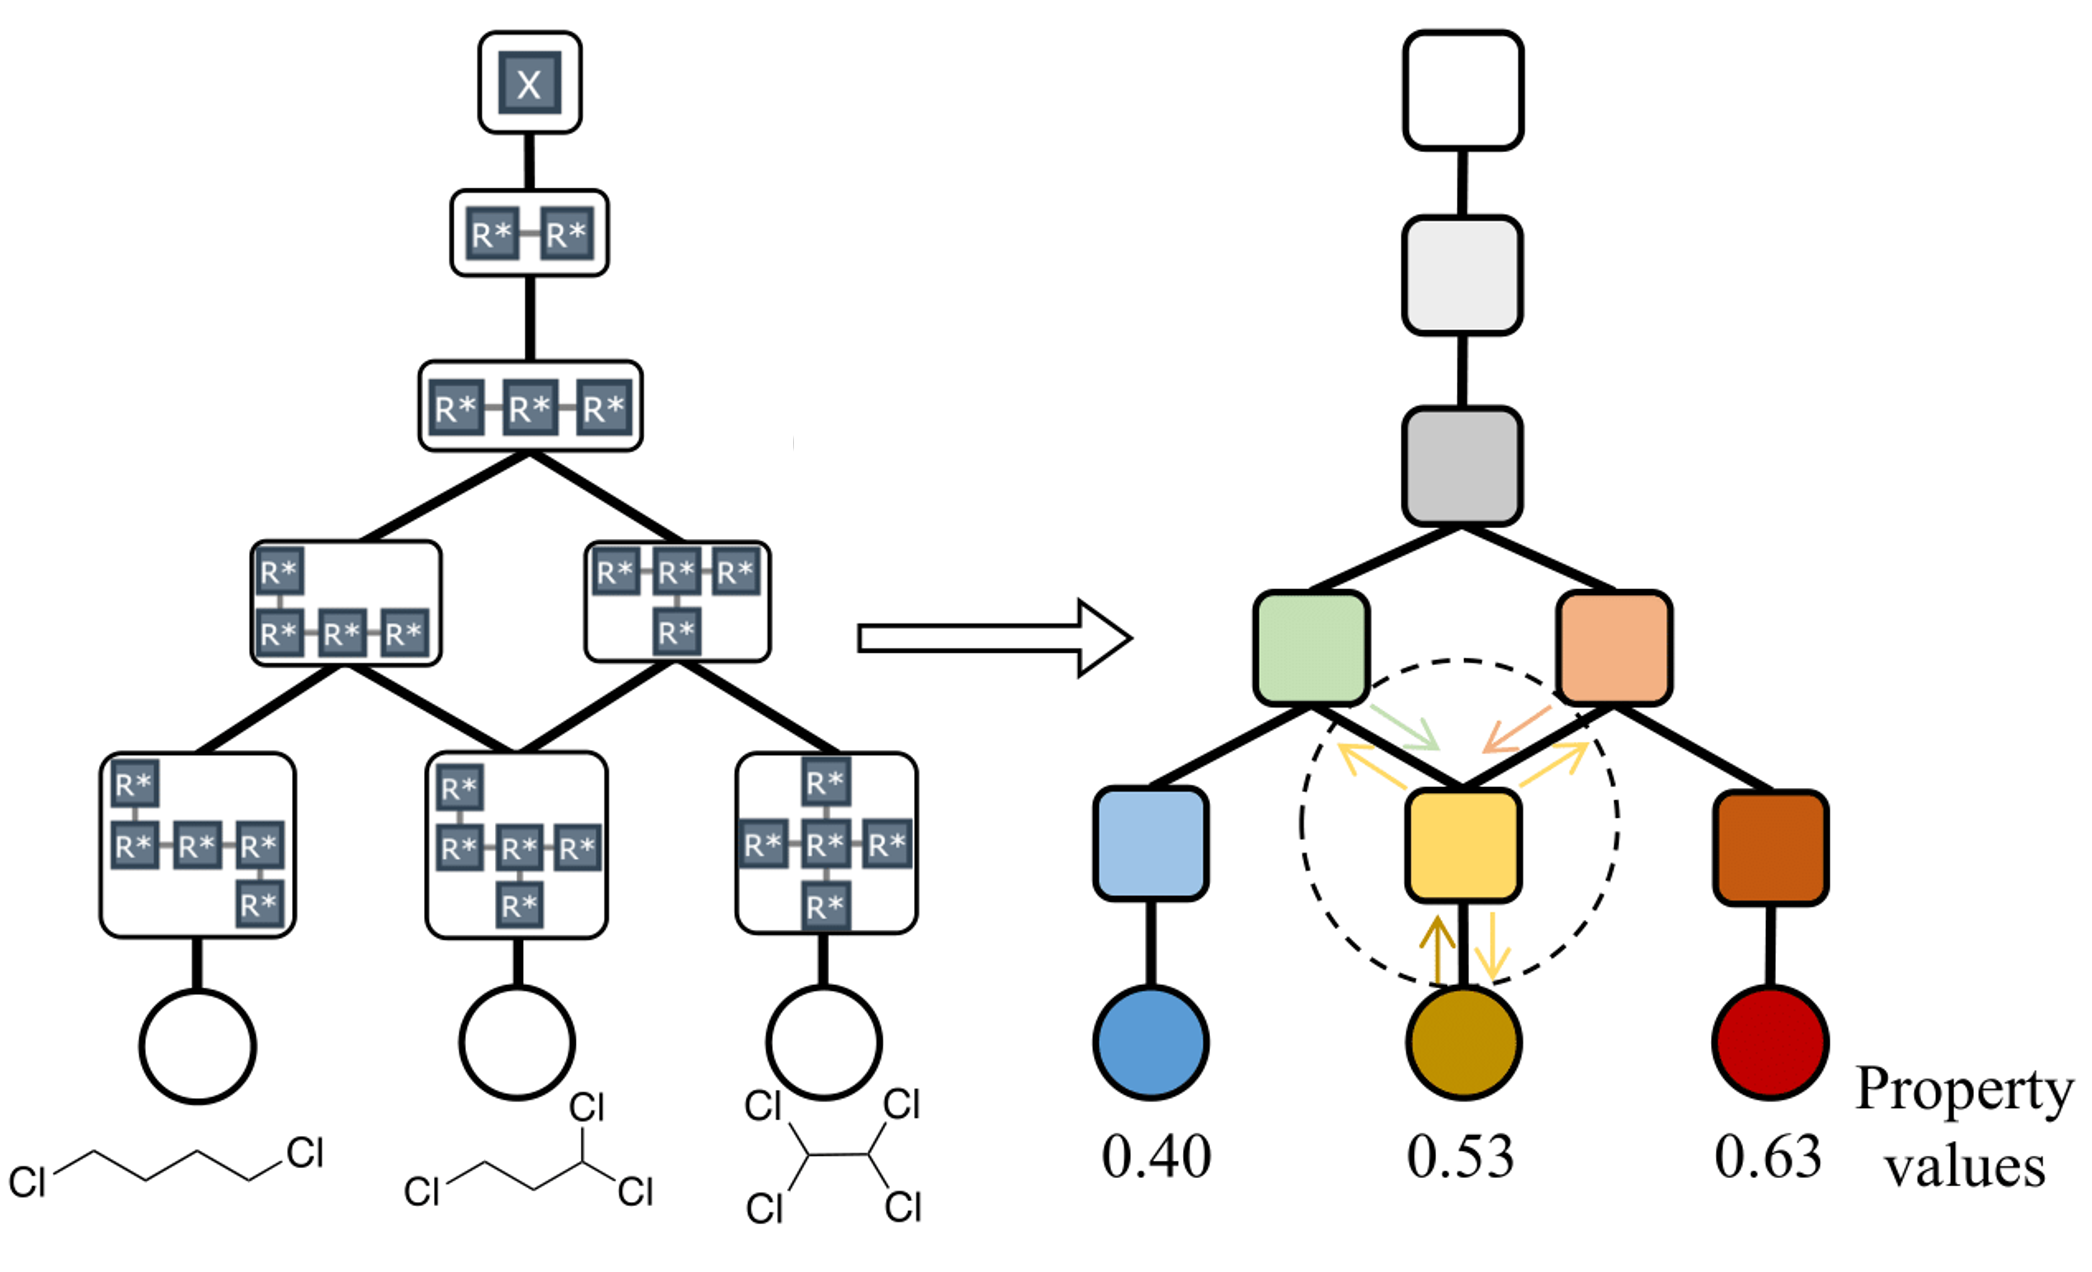 X
R* R*
R* R* R*
R* R* R* R*
R* R* R* R*
R* R* R*
R* R* R* R* R* R* R* R* R*
R* R* R*
Cl Cl
Cl Cl Cl
Cl Cl Cl Cl
0.40 0.53 0.63
Property
values